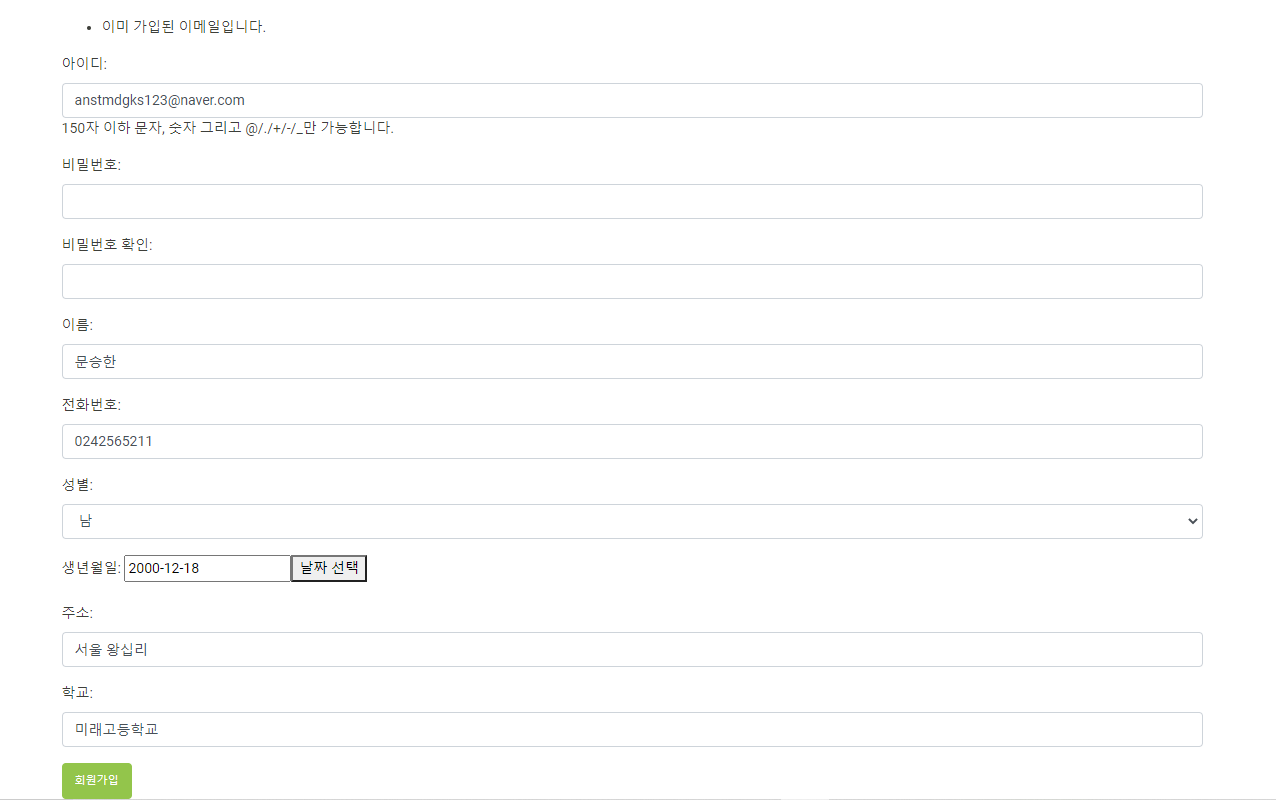 이미 가입된 이메일입니다.
아이디:
anstmdgks123@naver.com
150자 이하 문자, 숫자 그리고 @/./+/-/_만 가능합니다.
비밀번호:
비밀번호 확인:
이름:
문승한
전화번호:
0242565211
성별:
남
생년월일: 2000-12-18 날짜 선택
주소:
서울 왕십리
학교:
미래고등학교
회원가입